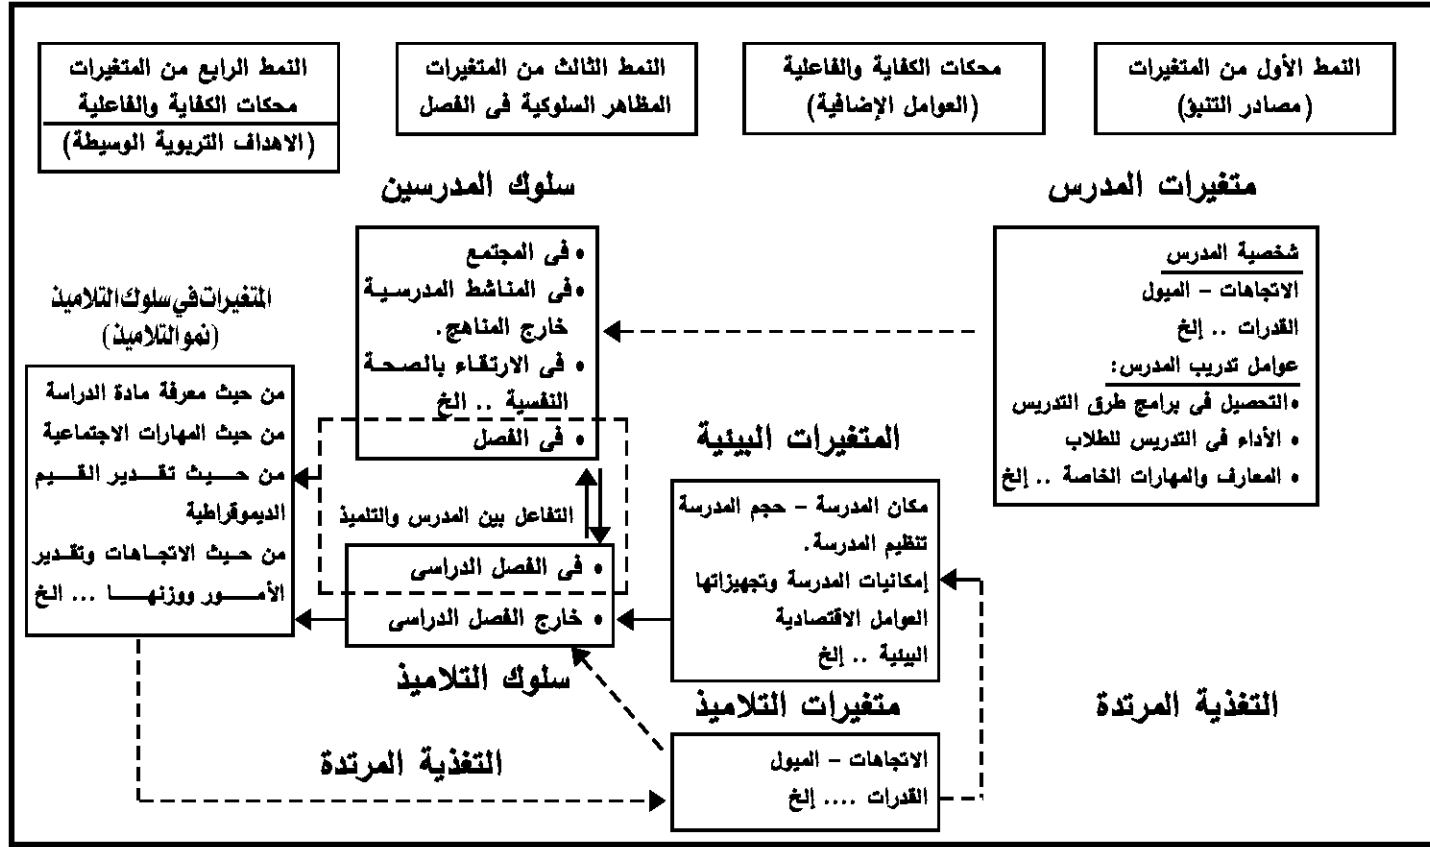 النمط الأول من المتغيرات
(مصادر التنبؤ)
محكات الكفاية والفاعلية
(العوامل الإضافية)
النمط الثالث من المتغيرات
المظاهر السلوكية فى الفصل
النمط الرابع من المتغيرات
محكات الكفاية والفاعلية
(الاهداف التربوية الوسيطة)
متغيرات المدرس
شخصية المدرس
الاتجاهات – الميول
القدرات .. إلخ
عوامل تدريب المدرس:
•التحصيل فى برامج طرق التدريس
• الأداء فى التدريس للطلاب
• المعارف والمهارات الخاصة .. إلخ
سلوك المدرسين
• فى المجتمع
•فى المناشط المدرسية
خارج المناهج.
• فى الارتقاء بالصحة
النفسية .. الخ
• فى الفصل
التفاعل بين المدرس والتلميذ
• فى الفصل الدراسى
• خارج الفصل الدراسى
سلوك التلاميذ
المتغيرات البيئية
مكان المدرسة – حجم المدرسة
تنظيم المدرسة.
إمكانيات المدرسة وتجهيزاتها
العوامل الاقتصادية
البيئية .. إلخ
متغيرات التلاميذ
الاتجاهات – الميول
القدرات .... إلخ
المتغيرات في سلوك التلاميذ
(نمو التلاميذ)
من حيث معرفة مادة الدراسة
من حيث المهارات الاجتماعية
من حيث تقدير القيم
الديموقراطية
من حيث الاتجاهات وتقدير
الأمور ووزنها ... الخ
التغذية المرتدة
التغذية المرتدة